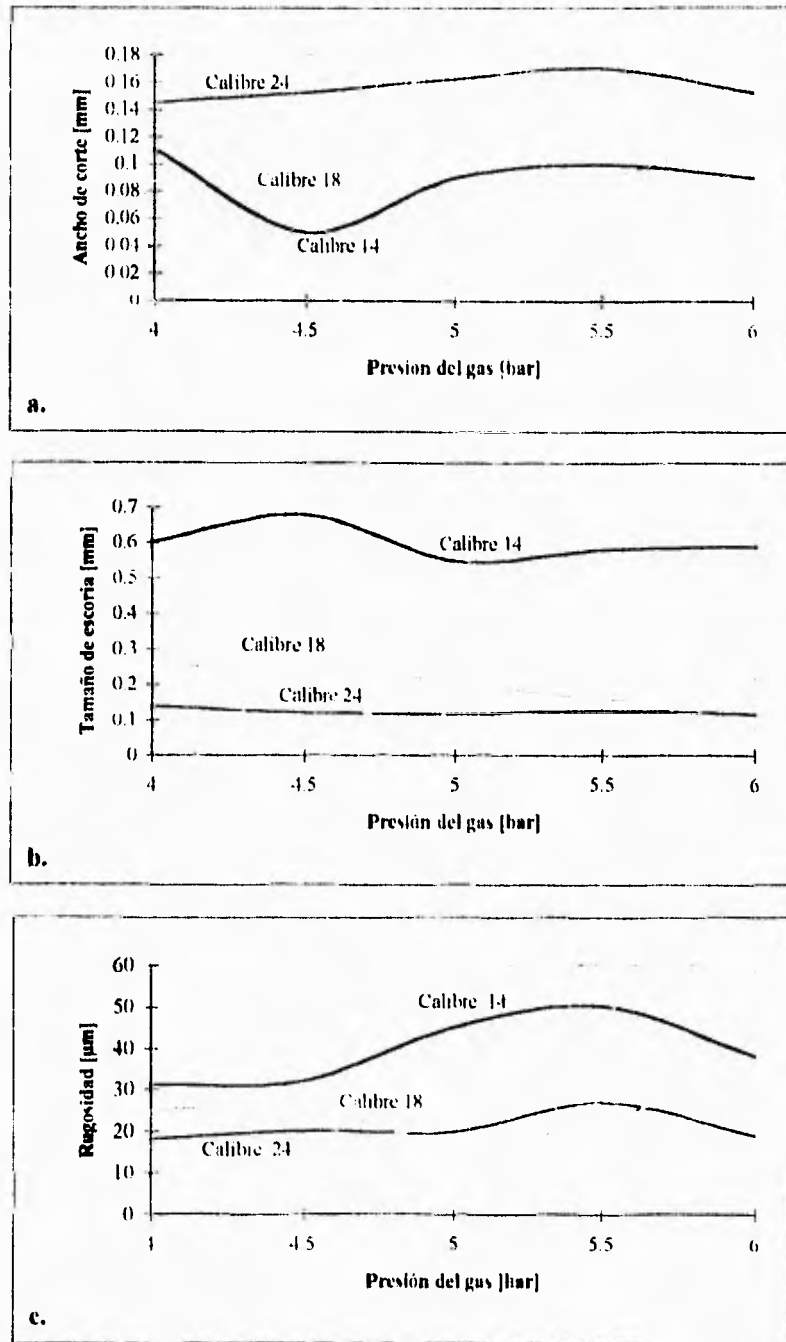 0.18
0.16
0.14
0.12
0.1
0.08
0.06
0.04
0.02
0
Ancho de corte [mm]
Calibre 24
Calibre 18
Calibre 14
4 4.5 5 5.5 6
Presion del gas [bar]
a.
0.7
0.6
0.5
0.4
0.3
0.2
0.1
0
Tamaño de escoria [mm]
Calibre 14
Calibre 18
Calibre 24
4 4.5 5 5.5 6
Presión del gas [bar]
b.
60
50
40
30
20
10
0
Rugosidad [µm]
Calibre 14
Calibre 18
Calibre 24
4 4.5 5 5.5 6
Presión del gas [bar]
c.